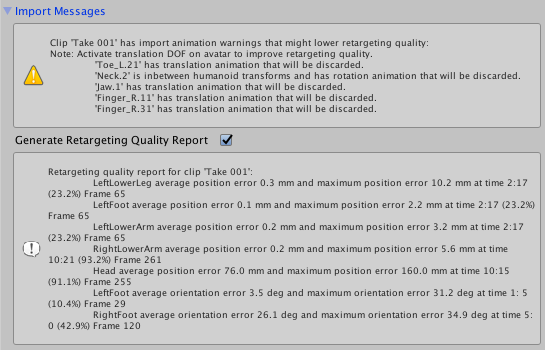 Import Messages
Clip 'Take 001' has import animation warnings that might lower retargeting quality:
Note: Activate translation DOF on avatar to improve retargeting quality.
'Toe_L.21' has translation animation that will be discarded.
'Neck.2' is inbetween humanoid transforms and has rotation animation that will be discarded.
'Jaw.1' has translation animation that will be discarded.
'Finger_R.11' has translation animation that will be discarded.
'Finger_R.31' has translation animation that will be discarded.
Generate Retargeting Quality Report
Retargeting quality report for clip 'Take 001':
LeftLowerLeg average position error 0.3 mm and maximum position error 10.2 mm at time 2:17
(23.2%) Frame 65
LeftFoot average position error 0.1 mm and maximum position error 2.2 mm at time 2:17 (23.2%)
Frame 65
LeftLowerArm average position error 0.2 mm and maximum position error 3.2 mm at time 2:17
(23.2%) Frame 65
RightLowerArm average position error 0.2 mm and maximum position error 5.6 mm at time
10:21 (93.2%) Frame 261
Head average position error 76.0 mm and maximum position error 160.0 mm at time 10:15
(91.1%) Frame 255
LeftFoot average orientation error 3.5 deg and maximum orientation error 31.2 deg at time 1: 5
(10.4%) Frame 29
RightFoot average orientation error 26.1 deg and maximum orientation error 34.9 deg at time 5:
0 (42.9%) Frame 120